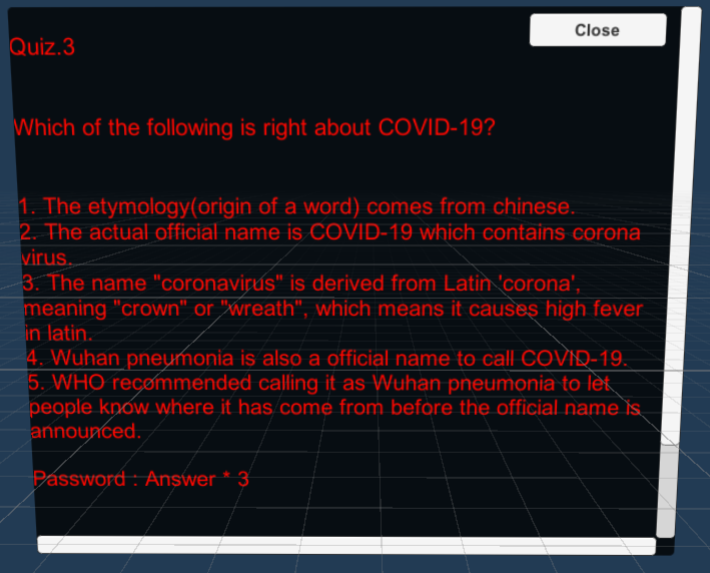 Close
Quiz.3
Which of the following is right about COVID-19?
1. The etymology(origin of a word) comes from chinese.
2. The actual official name is COVID-19 which contains corona
virus.
3. The name "coronavirus" is derived from Latin 'corona',
meaning "crown" or "wreath", which means it causes high fever
in latin.
4. Wuhan pneumonia is also a official name to call COVID-19.
5. WHO recommended calling it as Wuhan pneumonia to let
people know where it has come from before the official name is
announced.
Password : Answer * 3